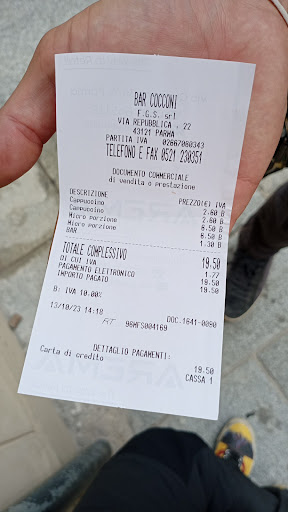 BAR COCCONI
F.G.S. srl
VIA REPUBBLICA , 22
43121 PARMA
PARTITA IVA 02667080343
TELEFONO E FAX 0521 230351
DOCUMENTO COMMERCIALE
di vendita o prestazione
DESCRIZIONE PREZZO(€) IVA
Cappuccino 2.60 B
Cappuccino 2.60 B
Micro porzione 6.50 B
Micro porzione 6.50 B
BAR 1.30 B
TOTALE COMPLESSIVO 19.50
DI CUI IVA 1.77
PAGAMENTO ELETTRONICO 19.50
IMPORTO PAGATO 19.50
B: IVA 10.00%
13/10/23 14:18 DOC.1641-0090
RT 96MFS004169
DETTAGLIO PAGAMENTI:
Carta di credito 19.50
CASSA 1